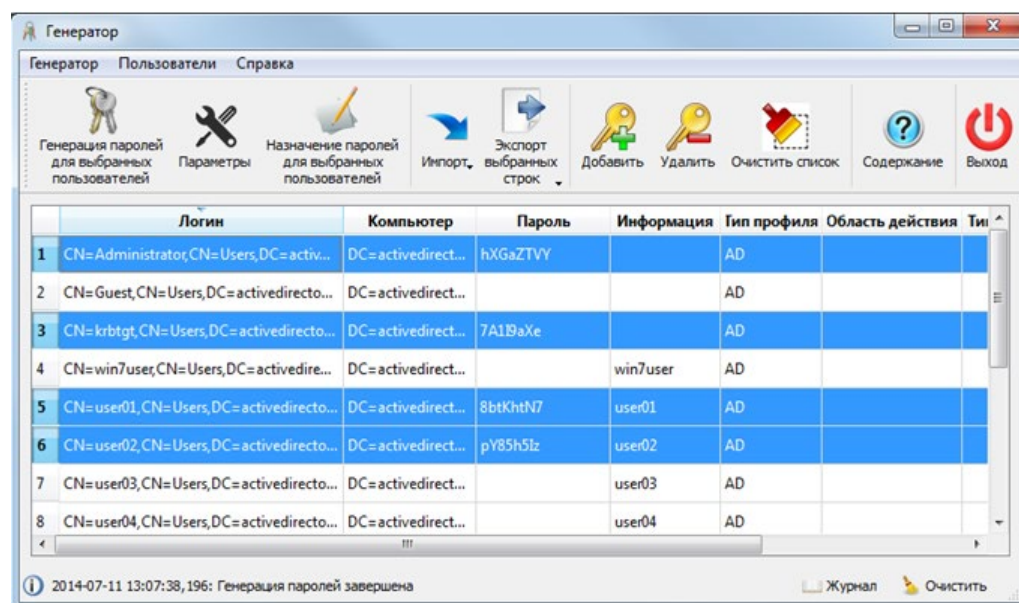 Генератор
Генератор Пользователи Справка
Генерация паролей для выбранных пользователей
Параметры
Назначение паролей для выбранных пользователей
Импорт
Экспорт выбранных строк
Добавить
Удалить
Очистить список
Содержание
Выход
Логин Компьютер Пароль Информация Тип профиля Область действия
1 CN=Administrator,CN=Users,DC=activ... DC=activedirect... hXGaZTVY AD
2 CN=Guest,CN=Users,DC=activedirecto... DC=activedirect... AD
3 CN=krbtgt,CN=Users,DC=activedirecto... DC=activedirect... AD
4 CN=win7user,CN=Users,DC=activedire... DC=activedirect... win7user AD
5 CN=user01,CN=Users,DC=activedirecto... DC=activedirect... 8btKhtN7 user01 AD
6 CN=user02,CN=Users,DC=activedirecto... DC=activedirect... user02 AD
7 CN=user03,CN=Users,DC=activedirecto... DC=activedirect... user03 AD
8 CN=user04,CN=Users,DC=activedirecto... DC=activedirect... user04 AD
2014-07-11 13:07:38,196: Генерация паролей завершена
Журнал Очистить